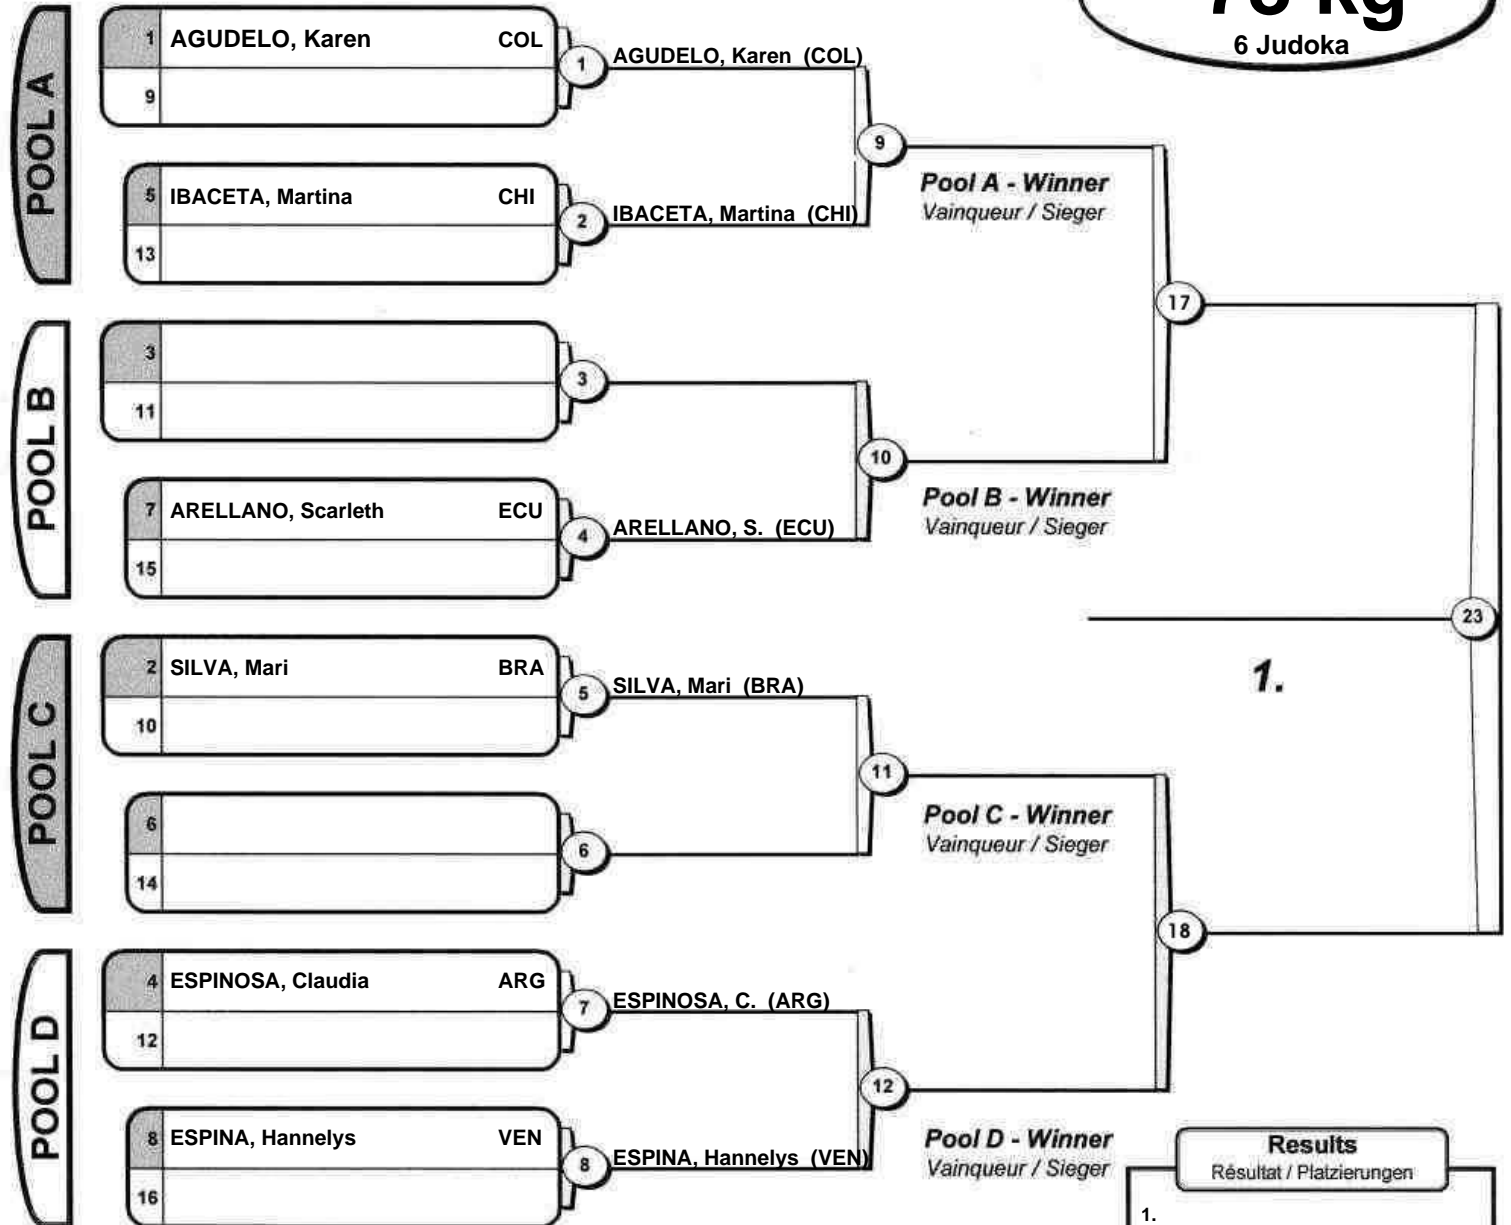 78 kg
6 Judoka
POOL A
1 AGUDELO, Karen COL
9
1
AGUDELO, Karen (COL)
5 IBACETA, Martina CHI
13
2
IBACETA, Martina (CHI)
9
Pool A - Winner
Vainqueur / Sieger
17
POOL B
3
11
3
7 ARELLANO, Scarleth ECU
15
4
ARELLANO, S. (ECU)
10
Pool B - Winner
Vainqueur / Sieger
23
1.
POOL C
2 SILVA, Mari BRA
10
5
SILVA, Mari (BRA)
6
14
6
11
Pool C - Winner
Vainqueur / Sieger
18
POOL D
4 ESPINOSA, Claudia ARG
12
7
ESPINOSA, C. (ARG)
8 ESPINA, Hannelys VEN
16
8
ESPINA, Hannelys (VEN)
12
Pool D - Winner
Vainqueur / Sieger
Results
Résultat / Platzierungen
1.